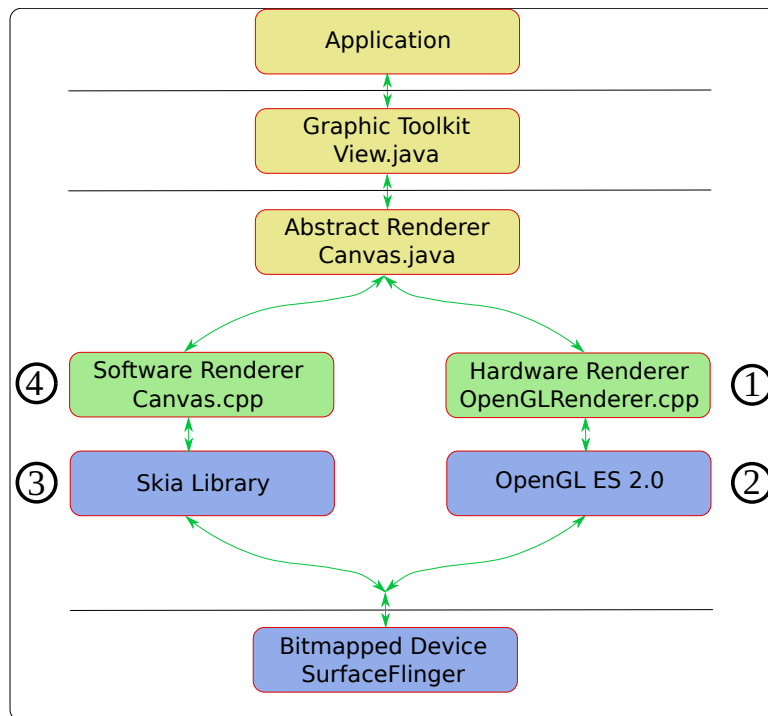 Application
Graphic Toolkit
View.java
Abstract Renderer
Canvas.java
4
Software Renderer
Canvas.cpp
Hardware Renderer
OpenGLRenderer.cpp
1
3
Skia Library
OpenGL ES 2.0
2
Bitmapped Device
SurfaceFlinger